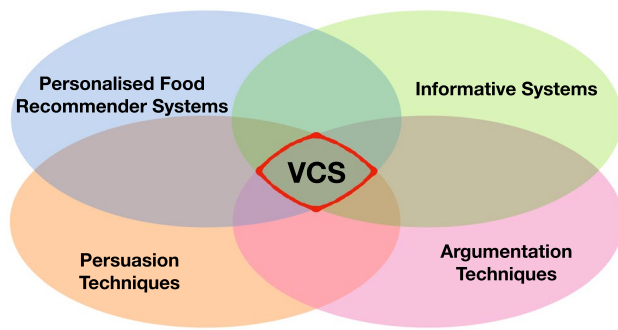 Personalised Food
Recommender Systems
Informative Systems
VCS
Persuasion
Techniques
Argumentation
Techniques